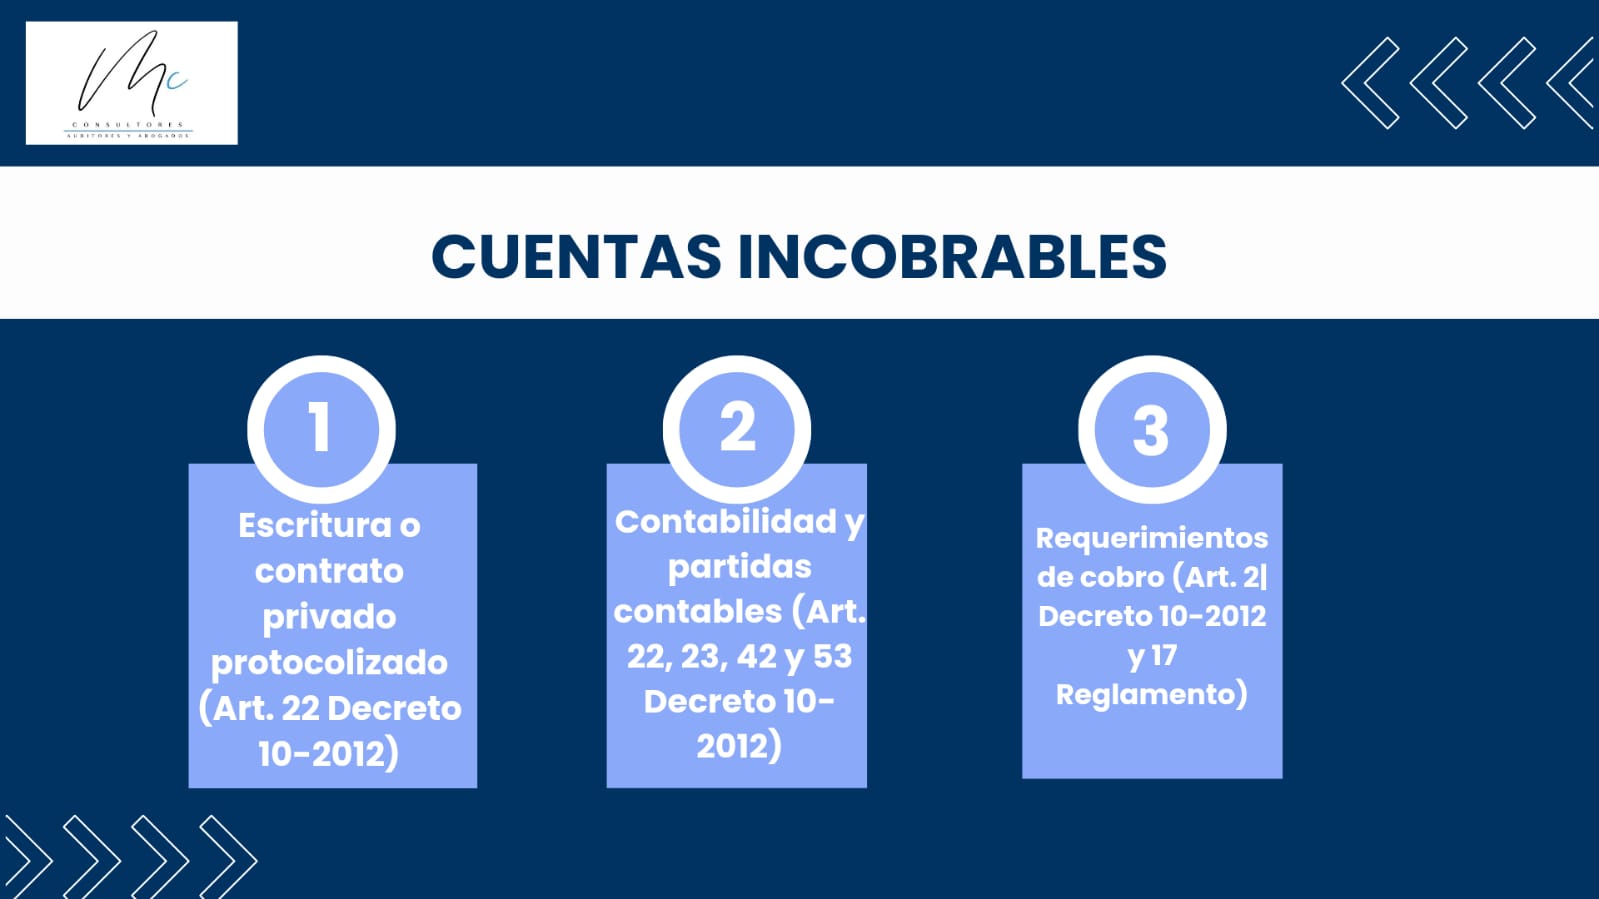 Mc
CONSULTORES
AUDITORES Y ABOGADOS
CUENTAS INCOBRABLES
1
Escritura o
contrato
privado
protocolizado
(Art. 22 Decreto
10-2012)
2
Contabilidad y
partidas
contables (Art.
22, 23, 42 y 53
Decreto 10-
2012)
3
Requerimientos
de cobro (Art. 2|
Decreto 10-2012
y 17
Reglamento)